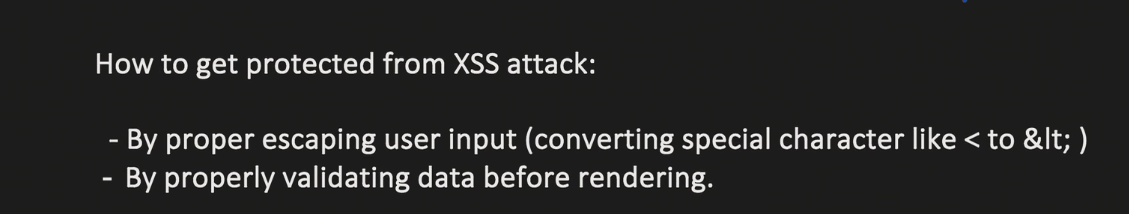 How to get protected from XSS attack:
- By proper escaping user input (converting special character like < to &lt; )
- By properly validating data before rendering.